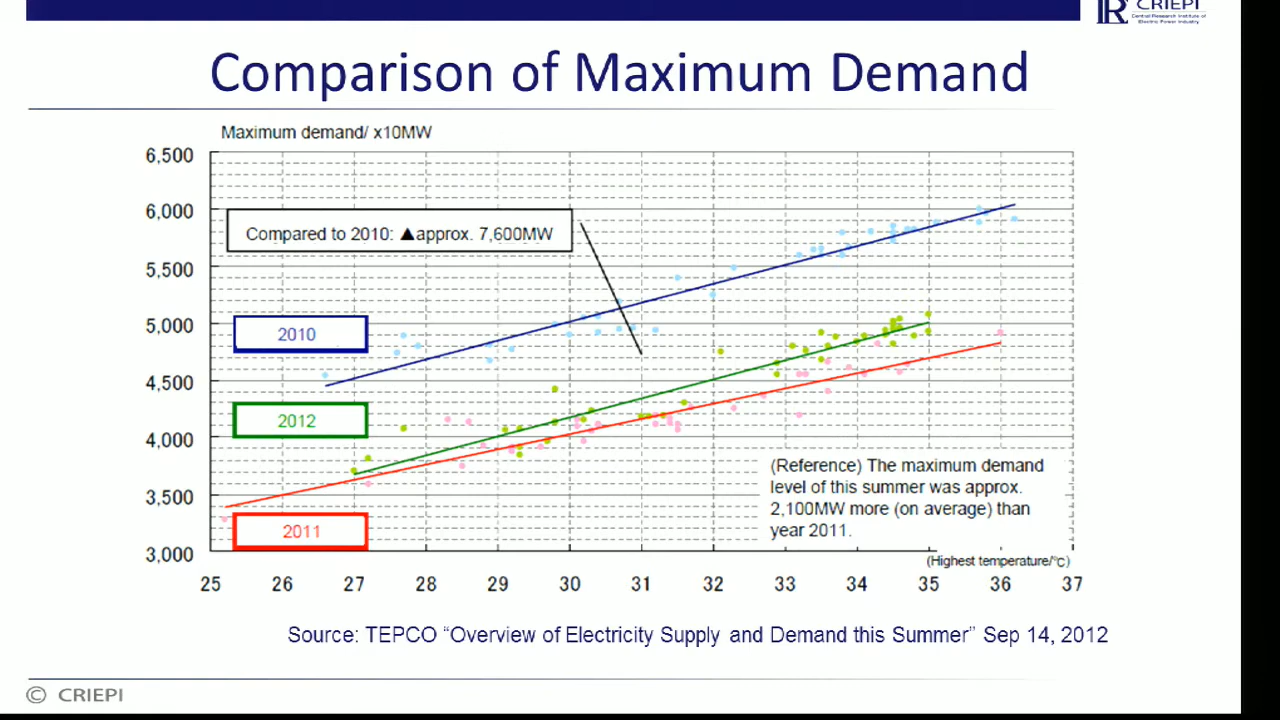 CRIEPI
Central Research Institute of
Electric Power Industry
Comparison of Maximum Demand
Maximum demand/ x10MW
6,500
6,000
5,500
5,000
4,500
4,000
3,500
3,000
Compared to 2010: ▲approx. 7,600MW
2010
2012
2011
(Reference) The maximum demand
level of this summer was approx.
2,100MW more (on average) than
year 2011.
(Highest temperature/℃)
25 26 27 28 29 30 31 32 33 34 35 36 37
Source: TEPCO “Overview of Electricity Supply and Demand this Summer” Sep 14, 2012
© CRIEPI